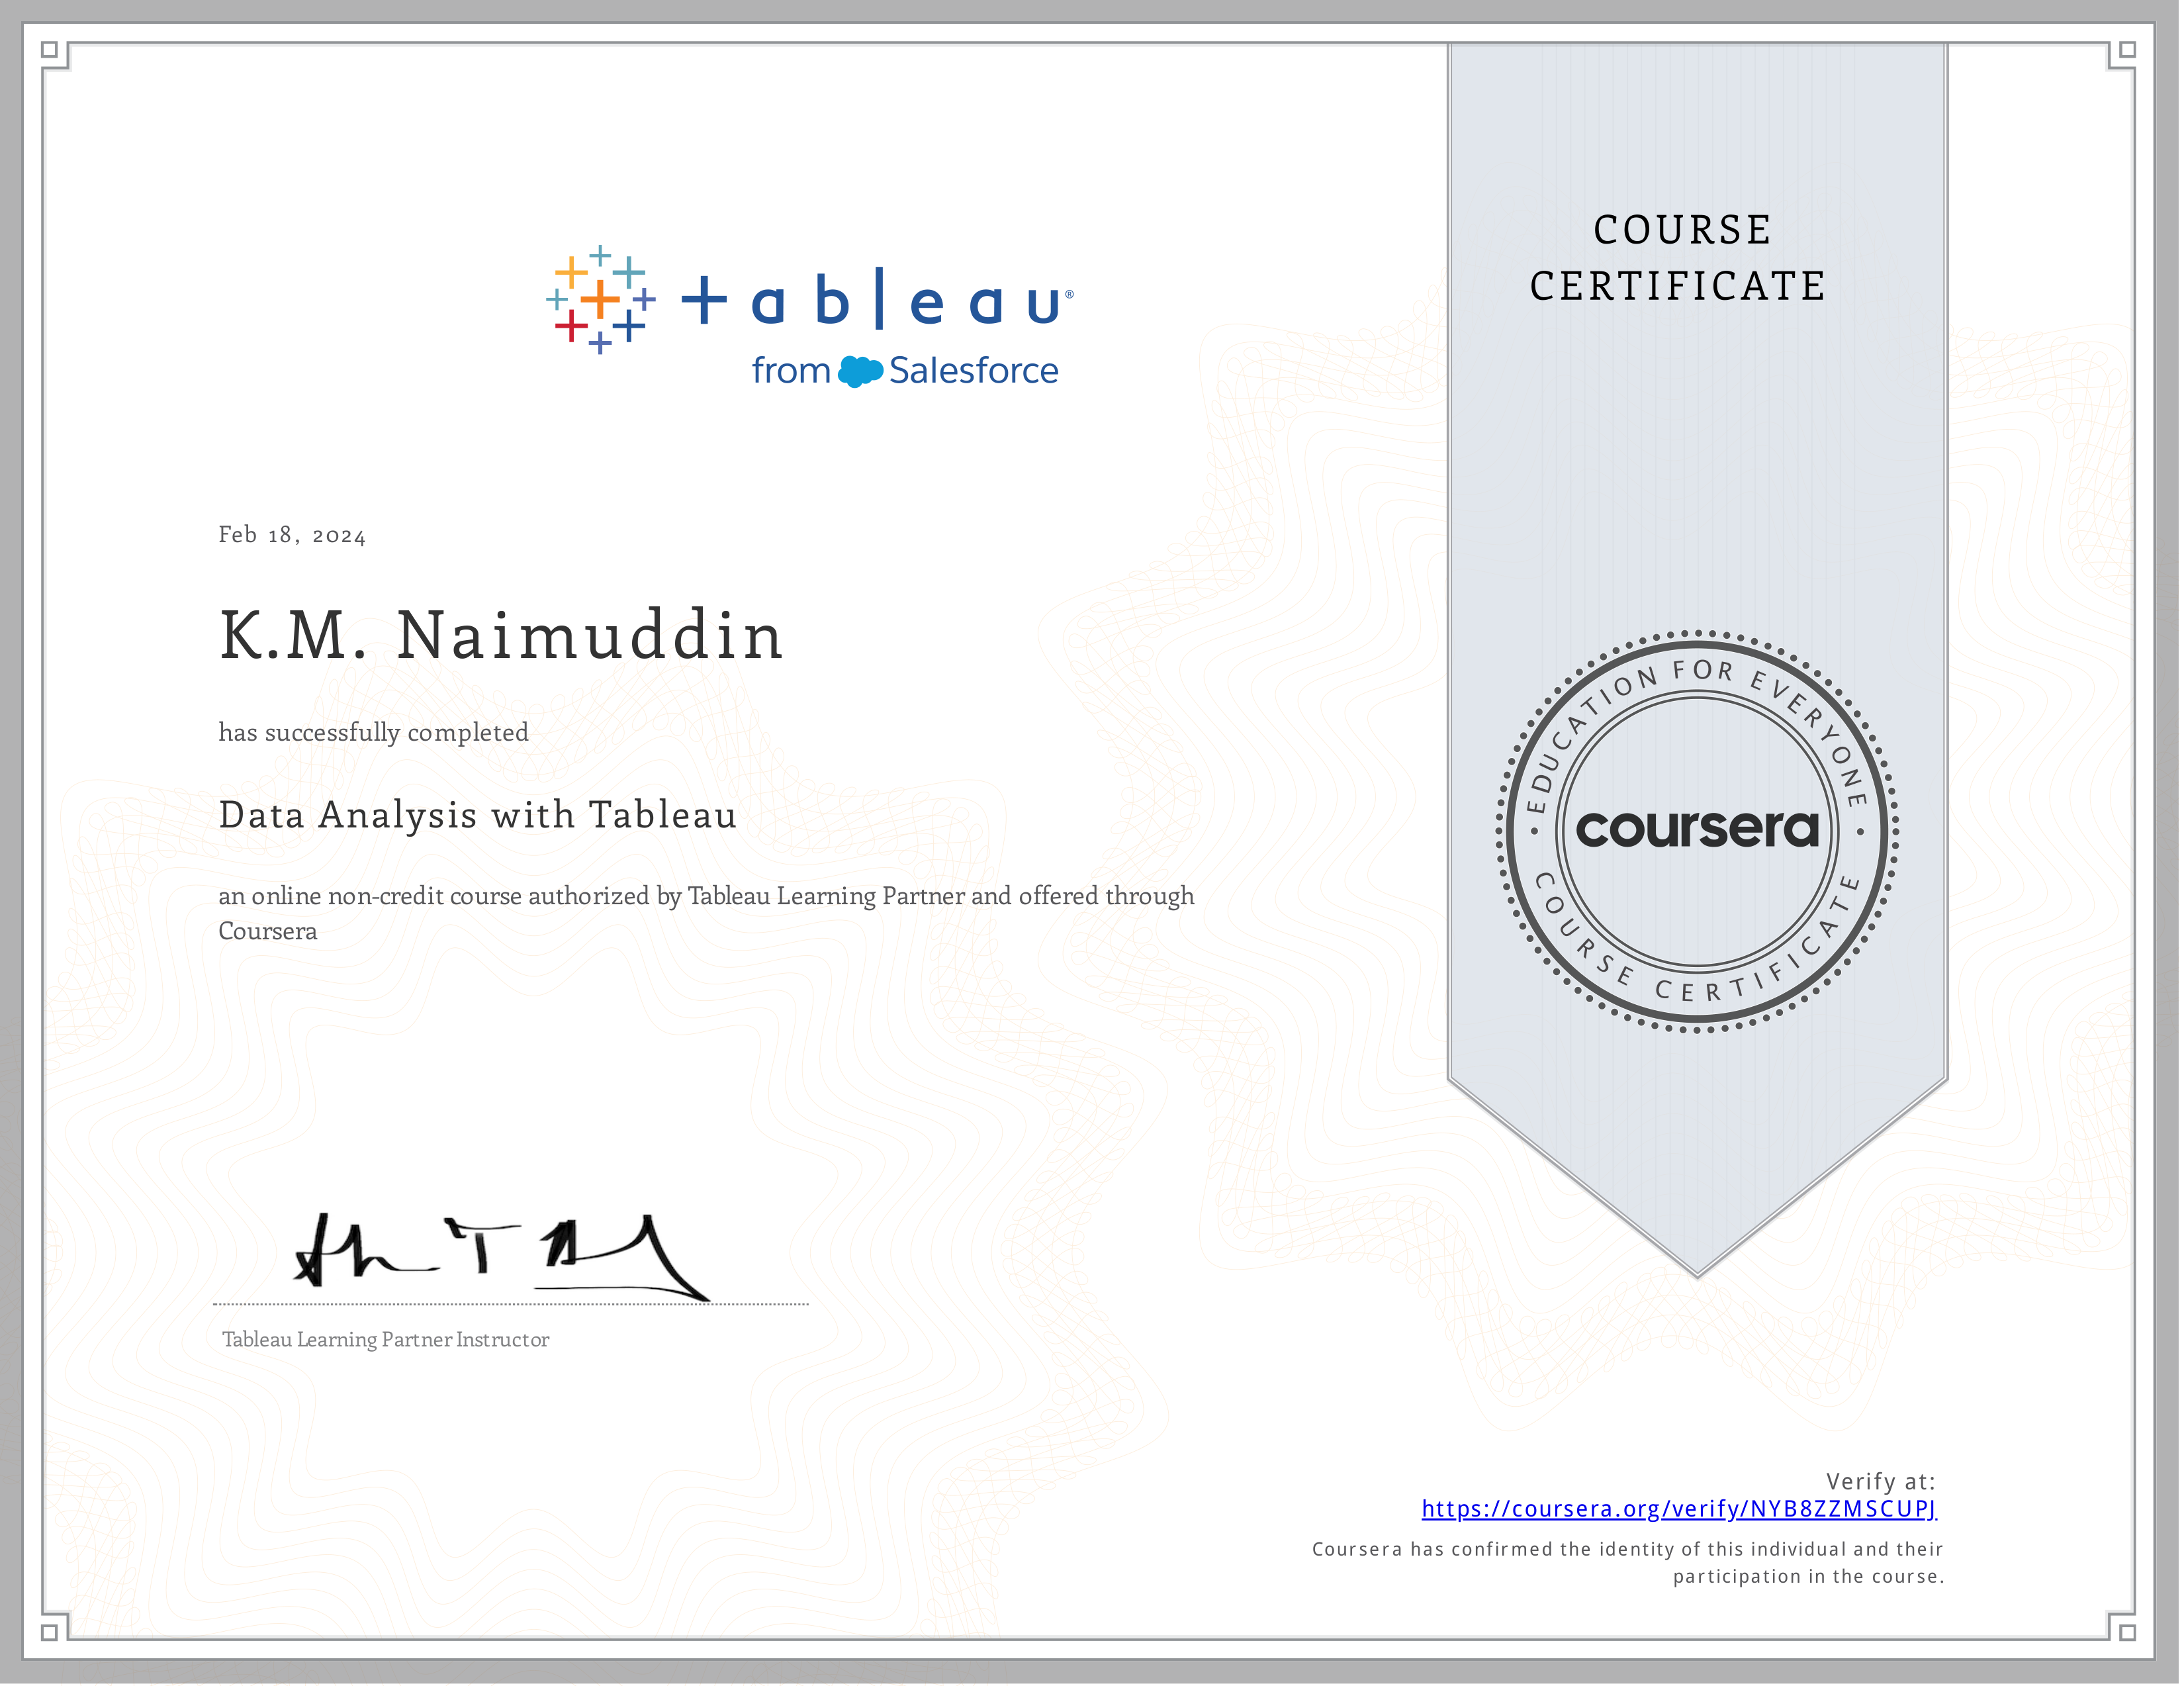 +ableau®
from Salesforce
COURSE
CERTIFICATE
Feb 18, 2024
K.M. Naimuddin
has successfully completed
Data Analysis with Tableau
an online non-credit course authorized by Tableau Learning Partner and offered through
Coursera
EDUCATION FOR EVERYONE
coursera
COURSE CERTIFICATE
Tableau Learning Partner Instructor
Verify at:
https://coursera.org/verify/NYB8ZZMSCUPJ
Coursera has confirmed the identity of this individual and their
participation in the course.